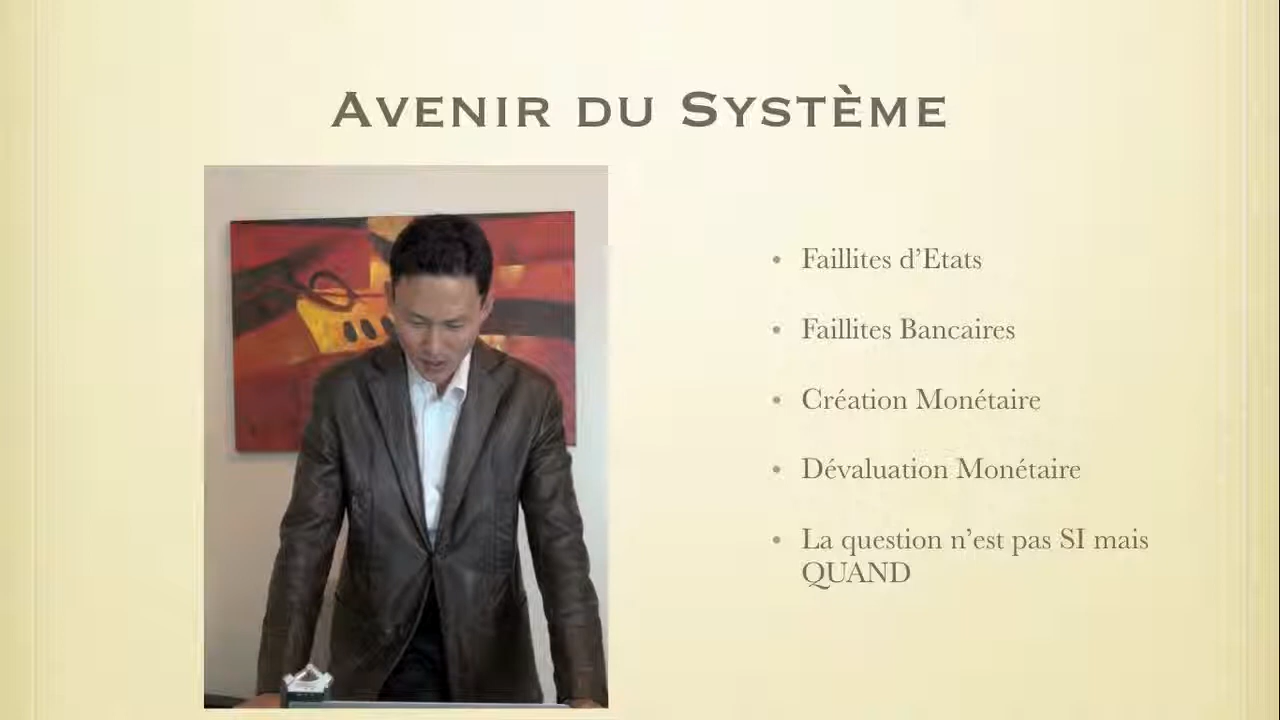 Avenir du Système
• Faillites d’Etats
• Faillites Bancaires
• Création Monétaire
• Dévaluation Monétaire
• La question n’est pas SI mais
QUAND